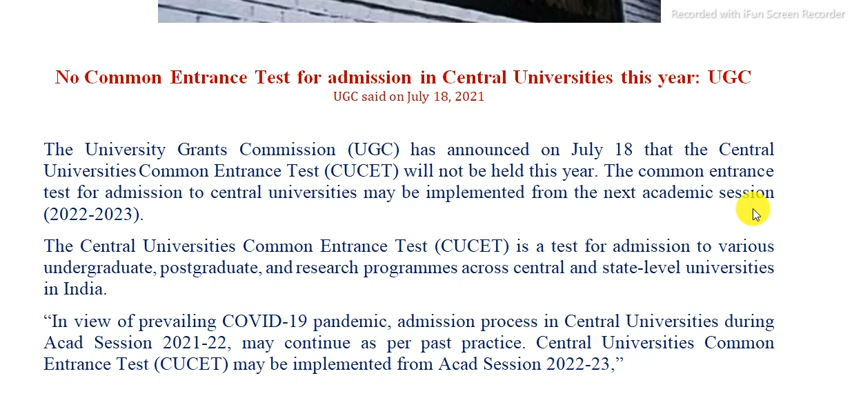 Recorded with iFun Screen Recorder
No Common Entrance Test for admission in Central Universities this year: UGC
UGC said on July 18, 2021
The University Grants Commission (UGC) has announced on July 18 that the Central
Universities Common Entrance Test (CUCET) will not be held this year. The common entrance
test for admission to central universities may be implemented from the next academic session
(2022-2023).
The Central Universities Common Entrance Test (CUCET) is a test for admission to various
undergraduate, postgraduate, and research programmes across central and state-level universities
in India.
“In view of prevailing COVID-19 pandemic, admission process in Central Universities during
Acad Session 2021-22, may continue as per past practice. Central Universities Common
Entrance Test (CUCET) may be implemented from Acad Session 2022-23,”